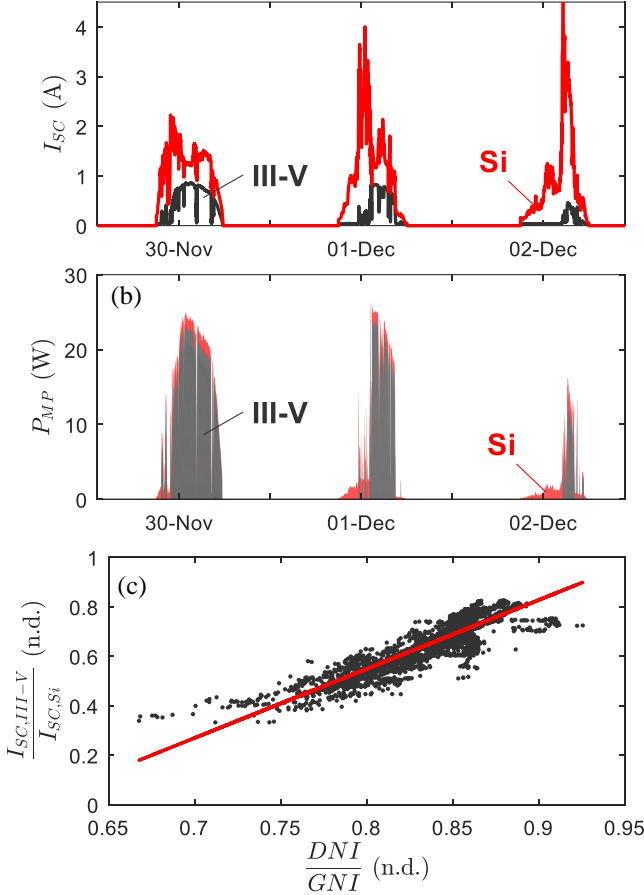 4
3
2
1
0
I_SC (A)
III-V
Si
30-Nov
01-Dec
02-Dec
(b)
30
20
10
0
P_MP (W)
III-V
Si
30-Nov
01-Dec
02-Dec
(c)
1
0.8
0.6
0.4
0.2
0
I_SC,III−V / I_SC,Si (n.d.)
0.65 0.7 0.75 0.8 0.85 0.9 0.95
DNI / GNI (n.d.)